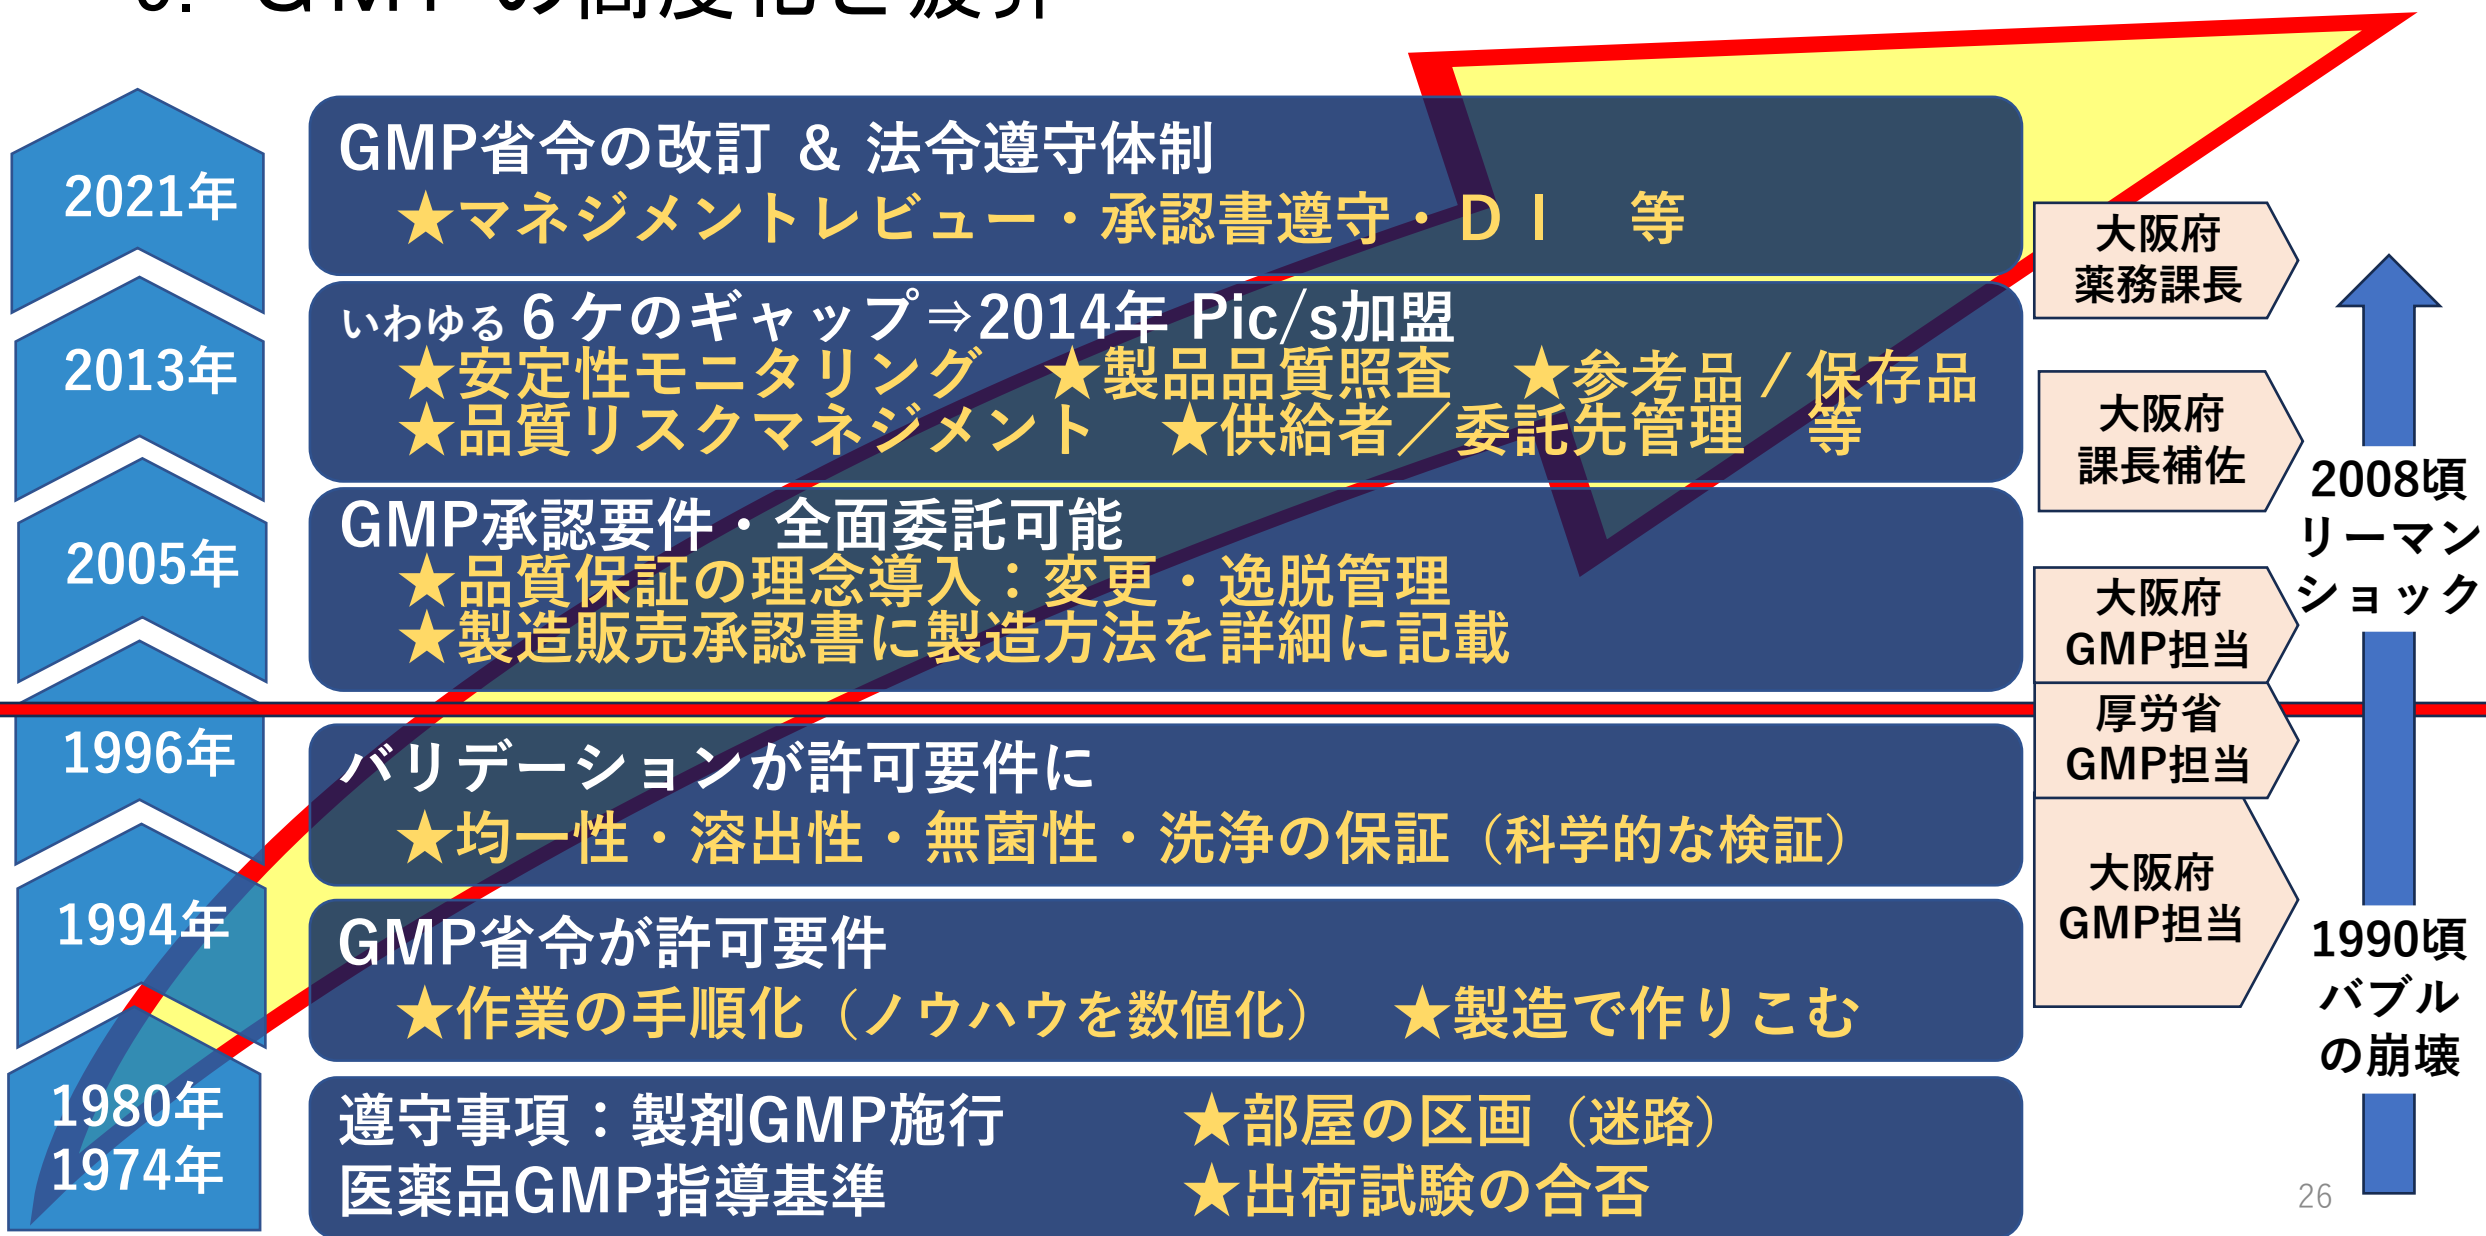 GMP の高度化と疲弊
2021年
GMP省令の改訂 & 法令遵守体制
★マネジメントレビュー・承認書遵守・ＤＩ 等
2013年
いわゆる６ケのギャップ⇒2014年 Pic/s加盟
★安定性モニタリング ★製品品質照査 ★参考品 / 保存品
★品質リスクマネジメント ★供給者／委託先管理 等
2005年
GMP承認要件・全面委託可能
★品質保証の理念導入：変更・逸脱管理
★製造販売承認書に製造方法を詳細に記載
1996年
バリデーションが許可要件に
★均一性・溶出性・無菌性・洗浄の保証（科学的な検証）
1994年
GMP省令が許可要件
★作業の手順化（ノウハウを数値化） ★製造で作りこむ
1980年
1974年
遵守事項：製剤GMP施行 ★部屋の区画（迷路）
医薬品GMP指導基準 ★出荷試験の合否
大阪府
薬務課長
大阪府
課長補佐
大阪府
GMP担当
厚労省
GMP担当
大阪府
GMP担当
2008頃
リーマン
ショック
1990頃
バブル
の崩壊
26